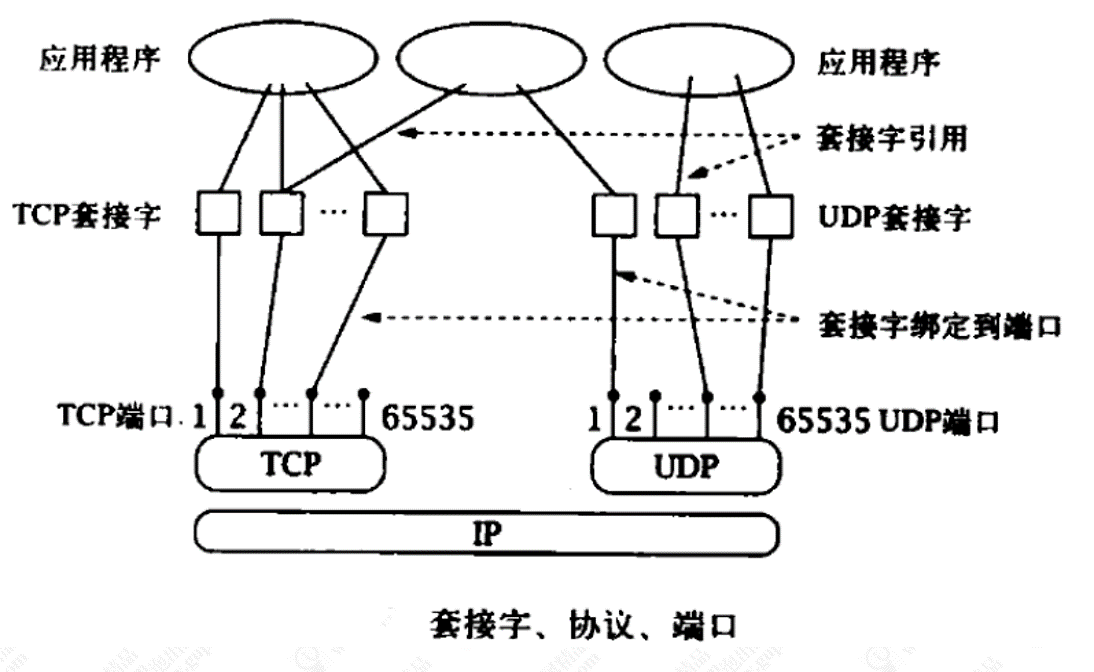 应用程序
应用程序
套接字引用
TCP套接字
...
...
UDP套接字
套接字绑定到端口
TCP端口 1 2 ... ... 65535
1 2 ... ... 65535 UDP端口
TCP
UDP
IP
套接字、协议、端口